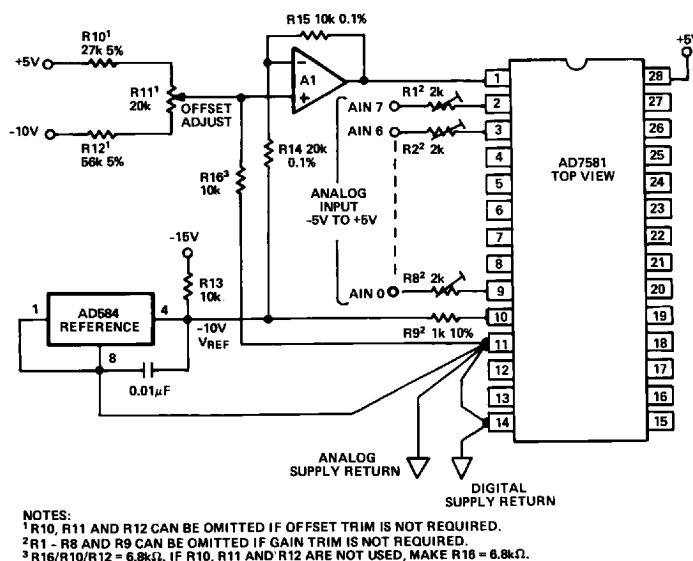 R15 10k 0.1%
R10¹
27k 5%
+5V
R11¹
20k
OFFSET
ADJUST
-10V
R12¹
56k 5%
-
+
A1
R14 20k
0.1%
R16³
10k
ANALOG
INPUT
-5V TO +5V
AIN 7
R1² 2k
AIN 6
R2² 2k
AIN 0
R8² 2k
R9² 1k 10%
-15V
R13
10k
AD584
REFERENCE
1
4
8
-10V
VREF
0.01µF
ANALOG
SUPPLY RETURN
DIGITAL
SUPPLY RETURN
AD7581
TOP VIEW
+5V
1
2
3
4
5
6
7
8
9
10
11
12
13
14
28
27
26
25
24
23
22
21
20
19
18
17
16
15
NOTES:
¹R10, R11 AND R12 CAN BE OMITTED IF OFFSET TRIM IS NOT REQUIRED.
²R1 - R8 AND R9 CAN BE OMITTED IF GAIN TRIM IS NOT REQUIRED.
³R16/R10/R12 = 6.8kΩ. IF R10, R11 AND R12 ARE NOT USED, MAKE R16 = 6.8kΩ.